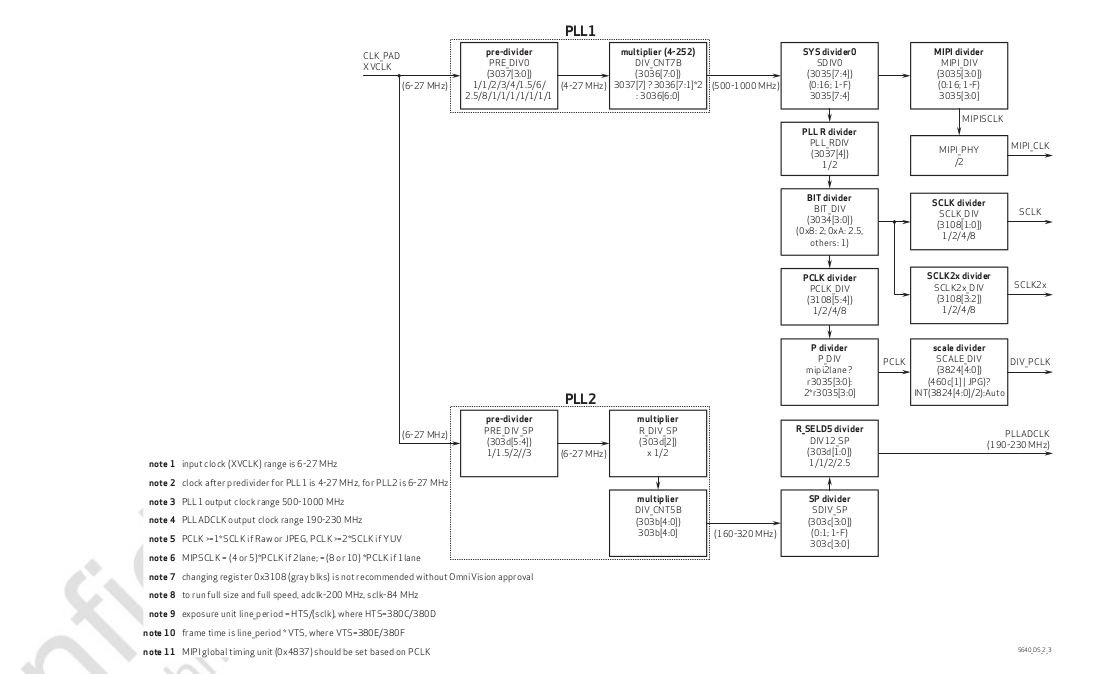 PLL1
CLK_PAD
XVCLK
(6-27 MHz)
pre-divider
PRE_DIV0
(3037[3:0])
1/1/2/3/4/1.5/6/
2.5/8/1/1/1/1/1/1/1
(4-27 MHz)
multiplier (4-252)
DIV_CNT7B
(3036[7:0])
3037[7] ? 3036[7:1]*2
: 3036[6:0]
(500-1000 MHz)
SYS divider0
SDIV0
(3035[7:4])
(0:16; 1-F)
3035[7:4]
MIPI divider
MIPI_DIV
(3035[3:0])
(0:16; 1-F)
3035[3:0]
MIPISCLK
MIPI_PHY
/2
MIPI_CLK
PLL R divider
PLL_RDIV
(3037[4])
1/2
BIT divider
BIT_DIV
(3034[3:0])
(0x8: 2; 0xA: 2.5,
others: 1)
SCLK divider
SCLK_DIV
(3108[1:0])
1/2/4/8
SCLK
SCLK2x divider
SCLK2x_DIV
(3108[3:2])
1/2/4/8
SCLK2x
PCLK divider
PCLK_DIV
(3108[5:4])
1/2/4/8
P divider
P_DIV
mipi2lane?
r3035[3:0]:
2*r3035[3:0]
PCLK
scale divider
SCALE_DIV
(3824[4:0])
(460c[1] | JPG)?
INT(3824[4:0]/2):Auto
DIV_PCLK
PLL2
(6-27 MHz)
pre-divider
PRE_DIV_SP
(303d[5:4])
1/1.5/2//3
(6-27 MHz)
multiplier
R_DIV_SP
(303d[2])
x 1/2
multiplier
DIV_CNT5B
(303b[4:0])
303b[4:0]
(160-320 MHz)
R_SELD5 divider
DIV12_SP
(303d[1:0])
1/1/2/2.5
PLLADCLK
(190-230 MHz)
SP divider
SDIV_SP
(303c[3:0])
(0:1; 1-F)
303c[3:0]
note 1 input clock (XVCLK) range is 6-27 MHz
note 2 clock after predivider for PLL1 is 4-27 MHz, for PLL2 is 6-27 MHz
note 3 PLL1 output clock range 500-1000 MHz
note 4 PLLADCLK output clock range 190-230 MHz
note 5 PCLK >=1*SCLK if Raw or JPEG, PCLK >=2*SCLK if YUV
note 6 MIPSCLK = (4 or 5)*PCLK if 2lane; =(8 or 10) *PCLK if 1lane
note 7 changing register 0x3108 (gray blks) is not recommended without OmniVision approval
note 8 to run full size and full speed, adclk-200 MHz, sclk-84 MHz
note 9 exposure unit line_period = HTS/(sclk), where HTS=380C/380D
note 10 frame time is line_period * VTS, where VTS=380E/380F
note 11 MIPI global timing unit (0x4837) should be set based on PCLK
5640_DS_2_3